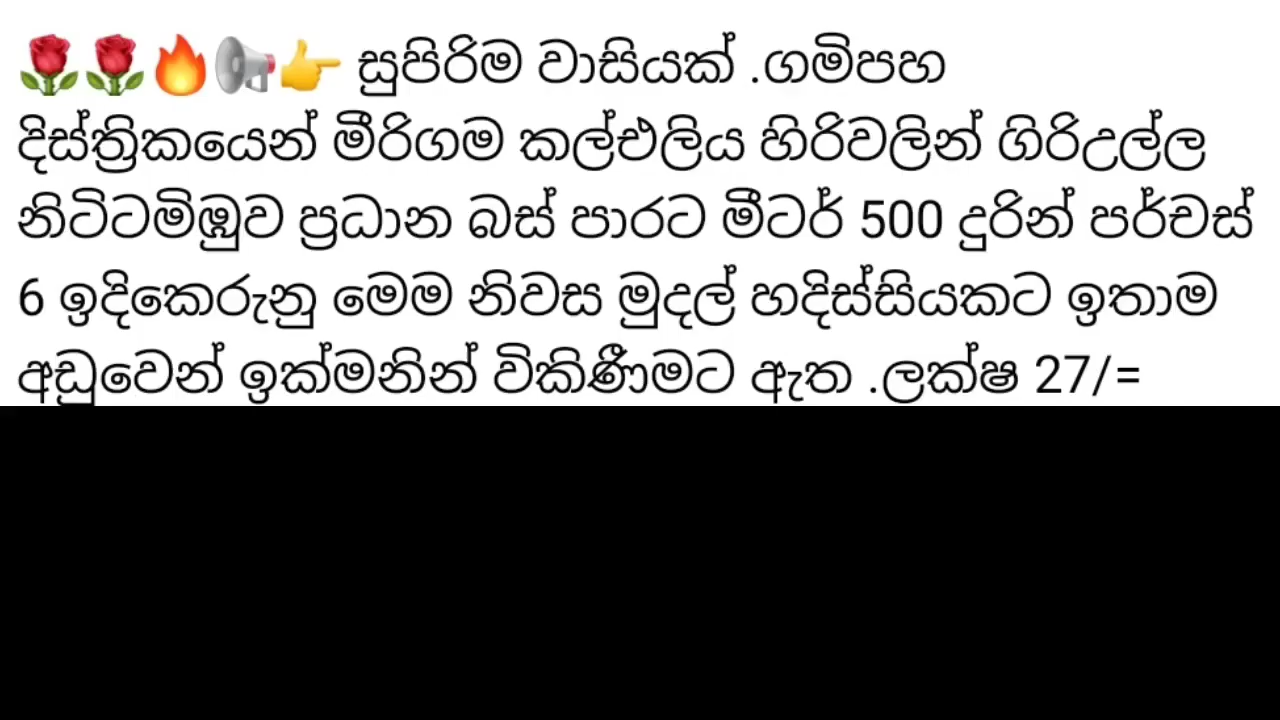 🌹🌹🔥📢👉 සුපිරිම වාසියක් .ගම්පහ
දිස්ත්‍රිකයෙන් මීරිගම කල්එලිය හිරිවලින් ගිරිඋල්ල
නිට්ටම්ඹුව ප්‍රධාන බස් පාරට මීටර් 500 දුරින් පර්චස්
6 ඉදිකෙරුනු මෙම නිවස මුදල් හදිස්සියකට ඉතාම
අඩුවෙන් ඉක්මනින් විකිණීමට ඇත .ලක්ෂ 27/=